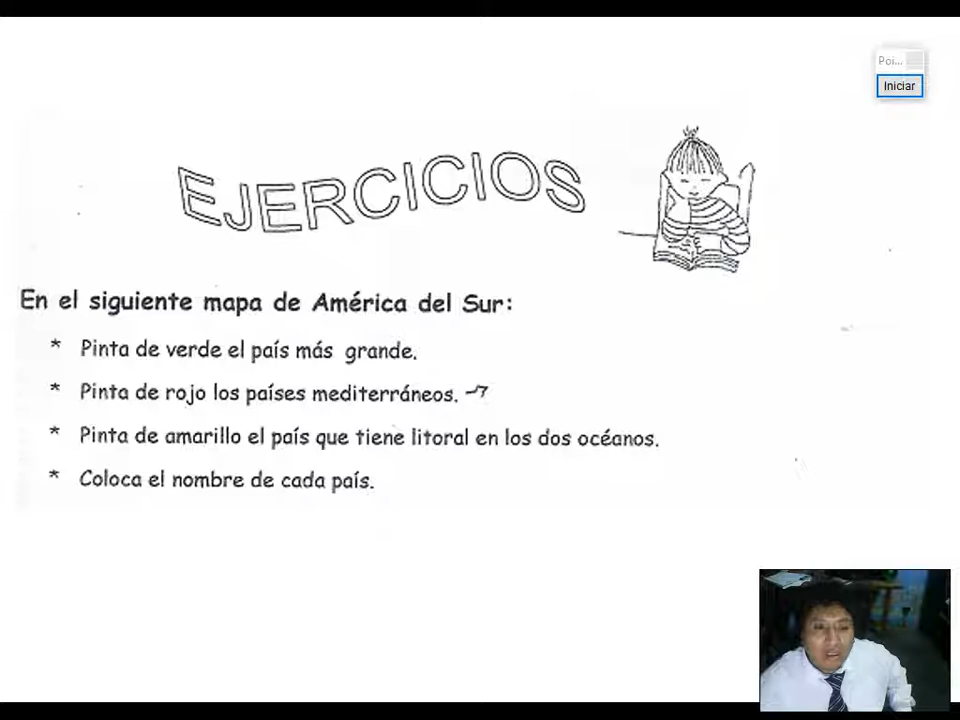 Poi...
Iniciar
EJERCICIOS
En el siguiente mapa de América del Sur:
* Pinta de verde el país más grande.
* Pinta de rojo los países mediterráneos.
* Pinta de amarillo el país que tiene litoral en los dos océanos.
* Coloca el nombre de cada país.